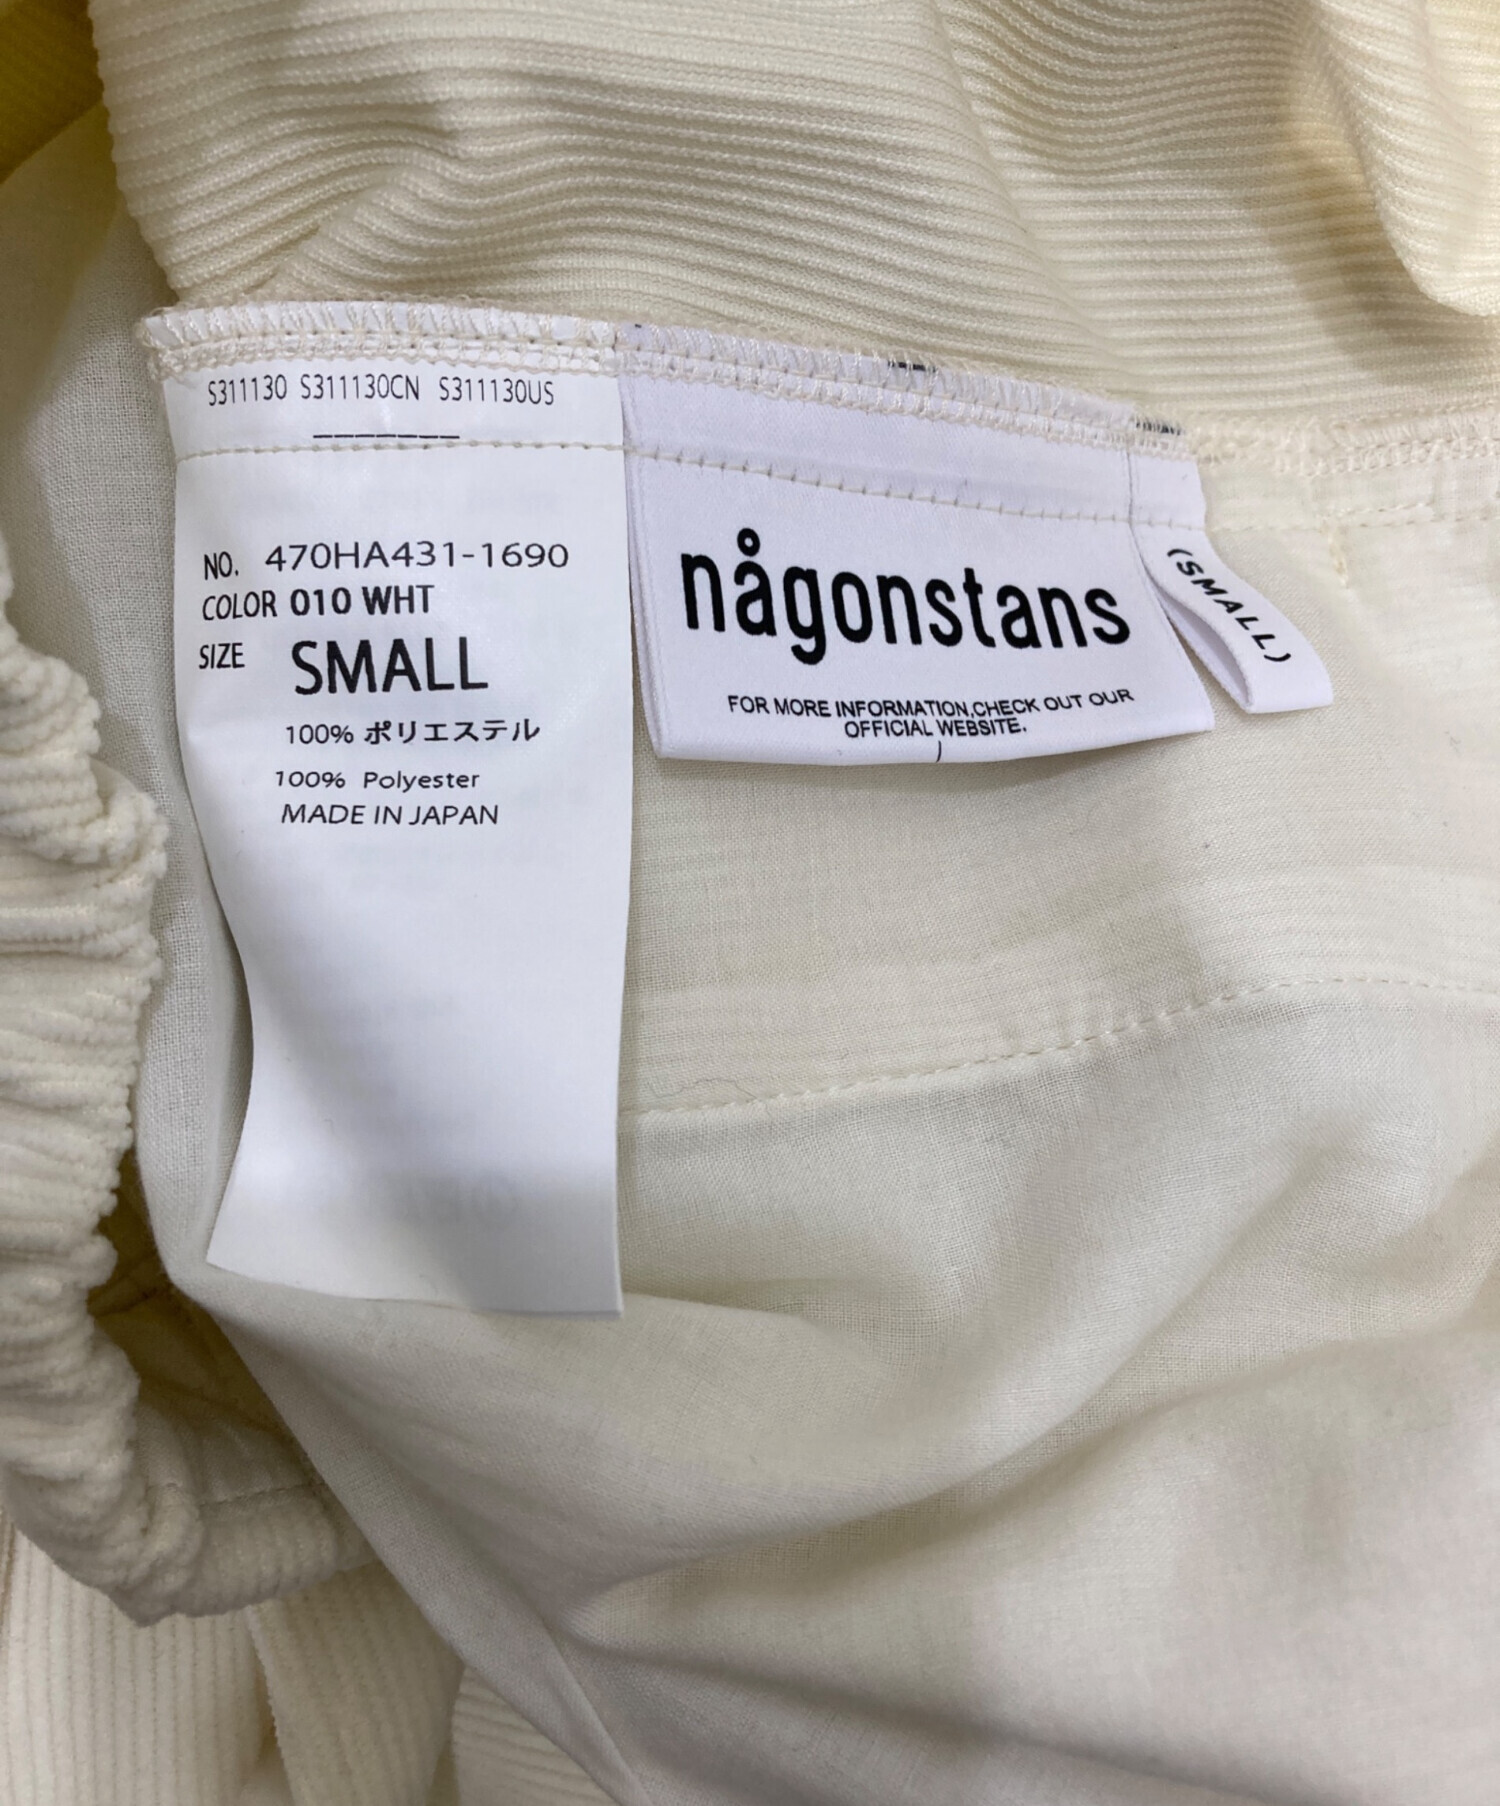 S311130 S311130CN S311130US
NO. 470HA431-1690
COLOR 010 WHT
SIZE SMALL
100% ポリエステル
100% Polyester
MADE IN JAPAN
någonstans
FOR MORE INFORMATION,CHECK OUT OUR
OFFICIAL WEBSITE.
(SMALL)